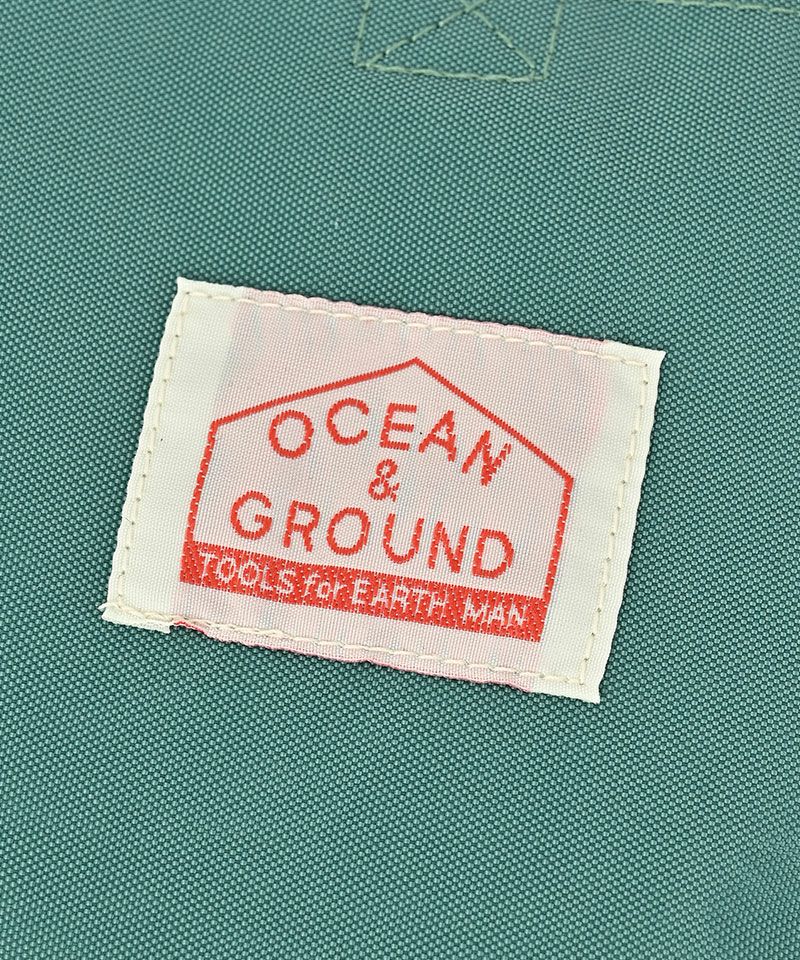 OCEAN
&
GROUND
TOOLS for EARTH MAN